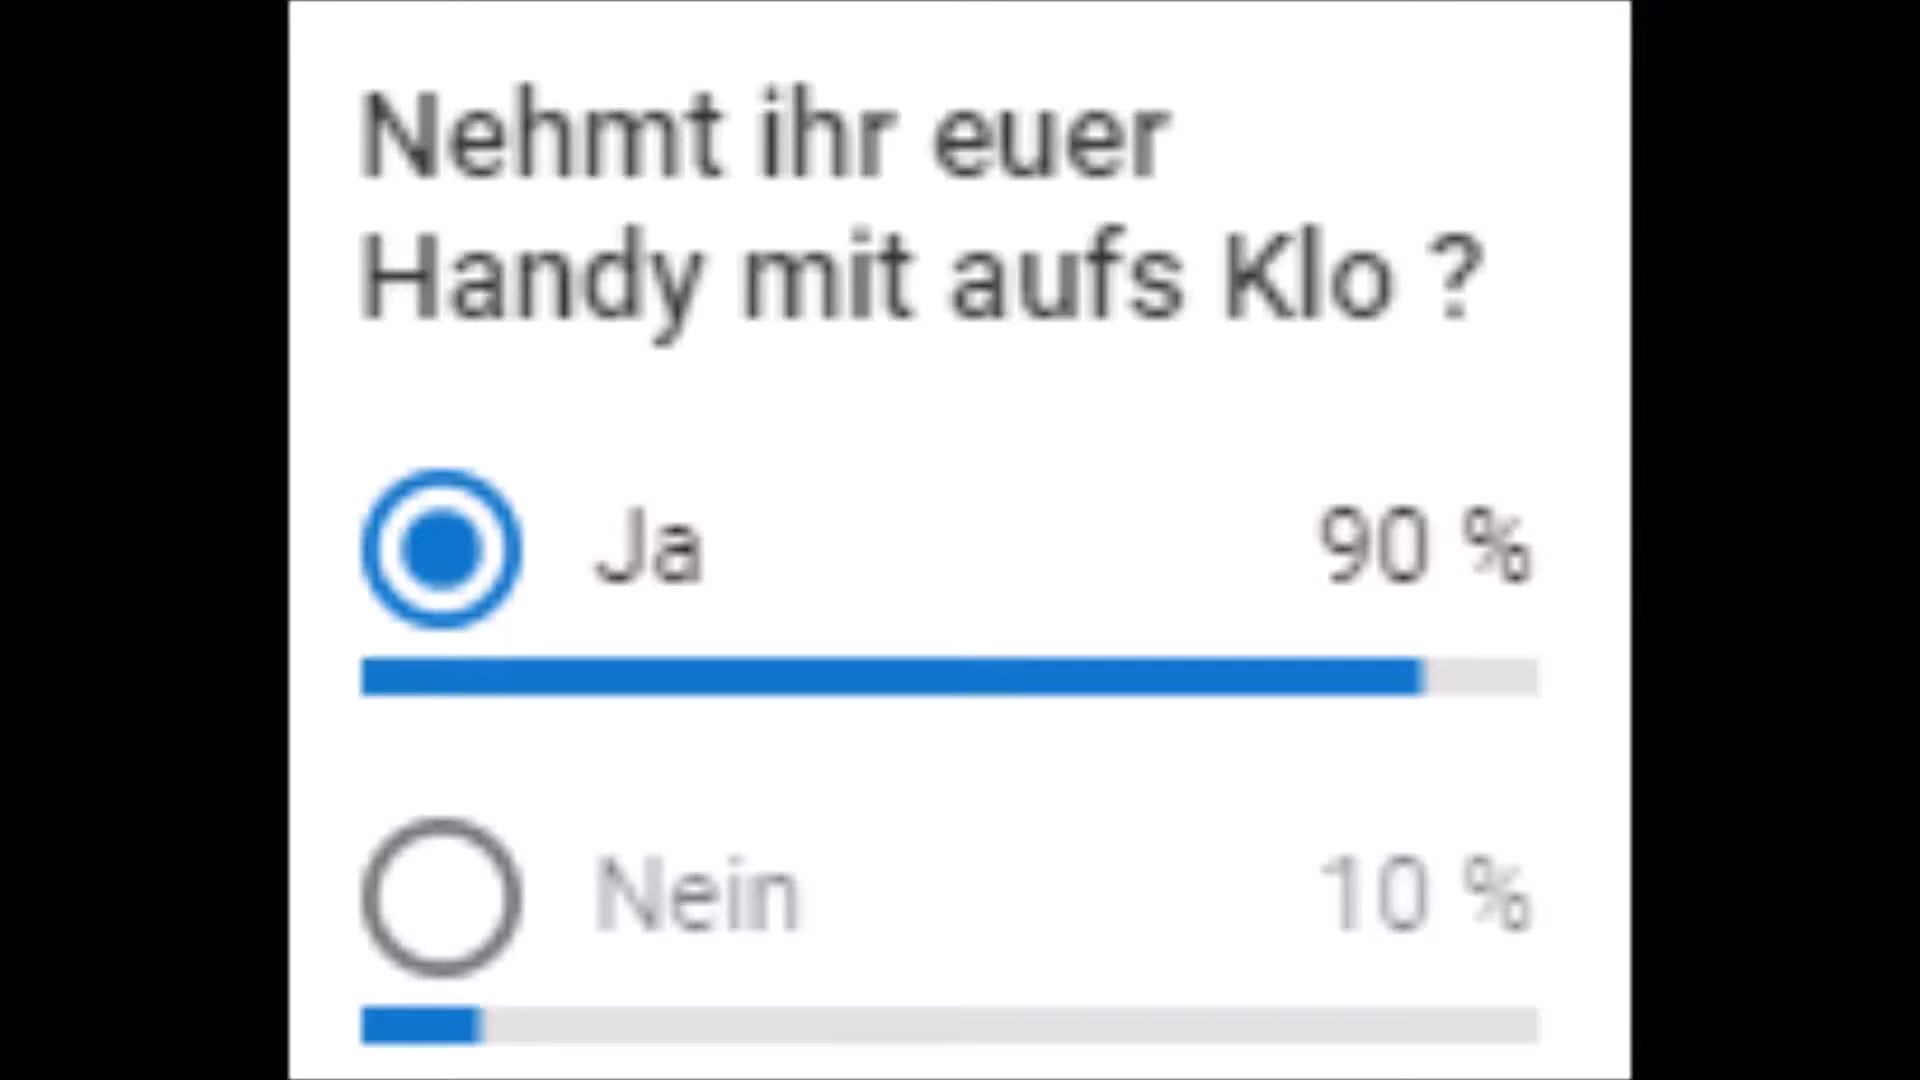 Nehmt ihr euer
Handy mit aufs Klo ?
Ja 90 %
Nein 10 %